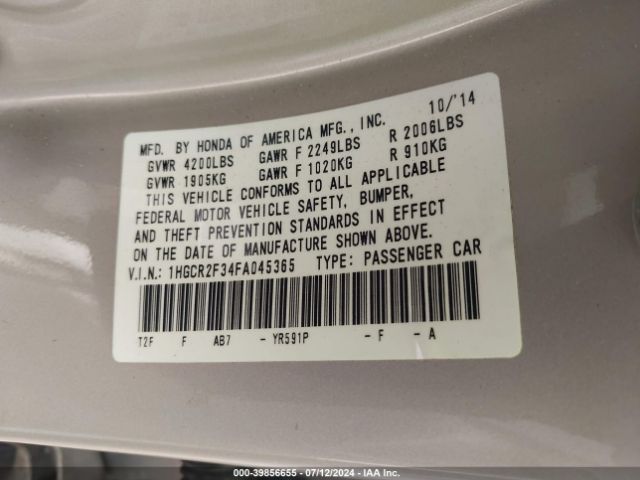 10/'14
MFD. BY HONDA OF AMERICA MFG., INC.
GVWR 4200LBS GAWR F 2249LBS R 2006LBS
GVWR 1905KG GAWR F 1020KG R 910KG
THIS VEHICLE CONFORMS TO ALL APPLICABLE
FEDERAL MOTOR VEHICLE SAFETY, BUMPER,
AND THEFT PREVENTION STANDARDS IN EFFECT
ON THE DATE OF MANUFACTURE SHOWN ABOVE.
V.I.N.: 1HGCR2F34FA045365 TYPE: PASSENGER CAR
T2F F AB7 - YR591P - F - A
000-39856655 07/12/2024 - IAAI.com